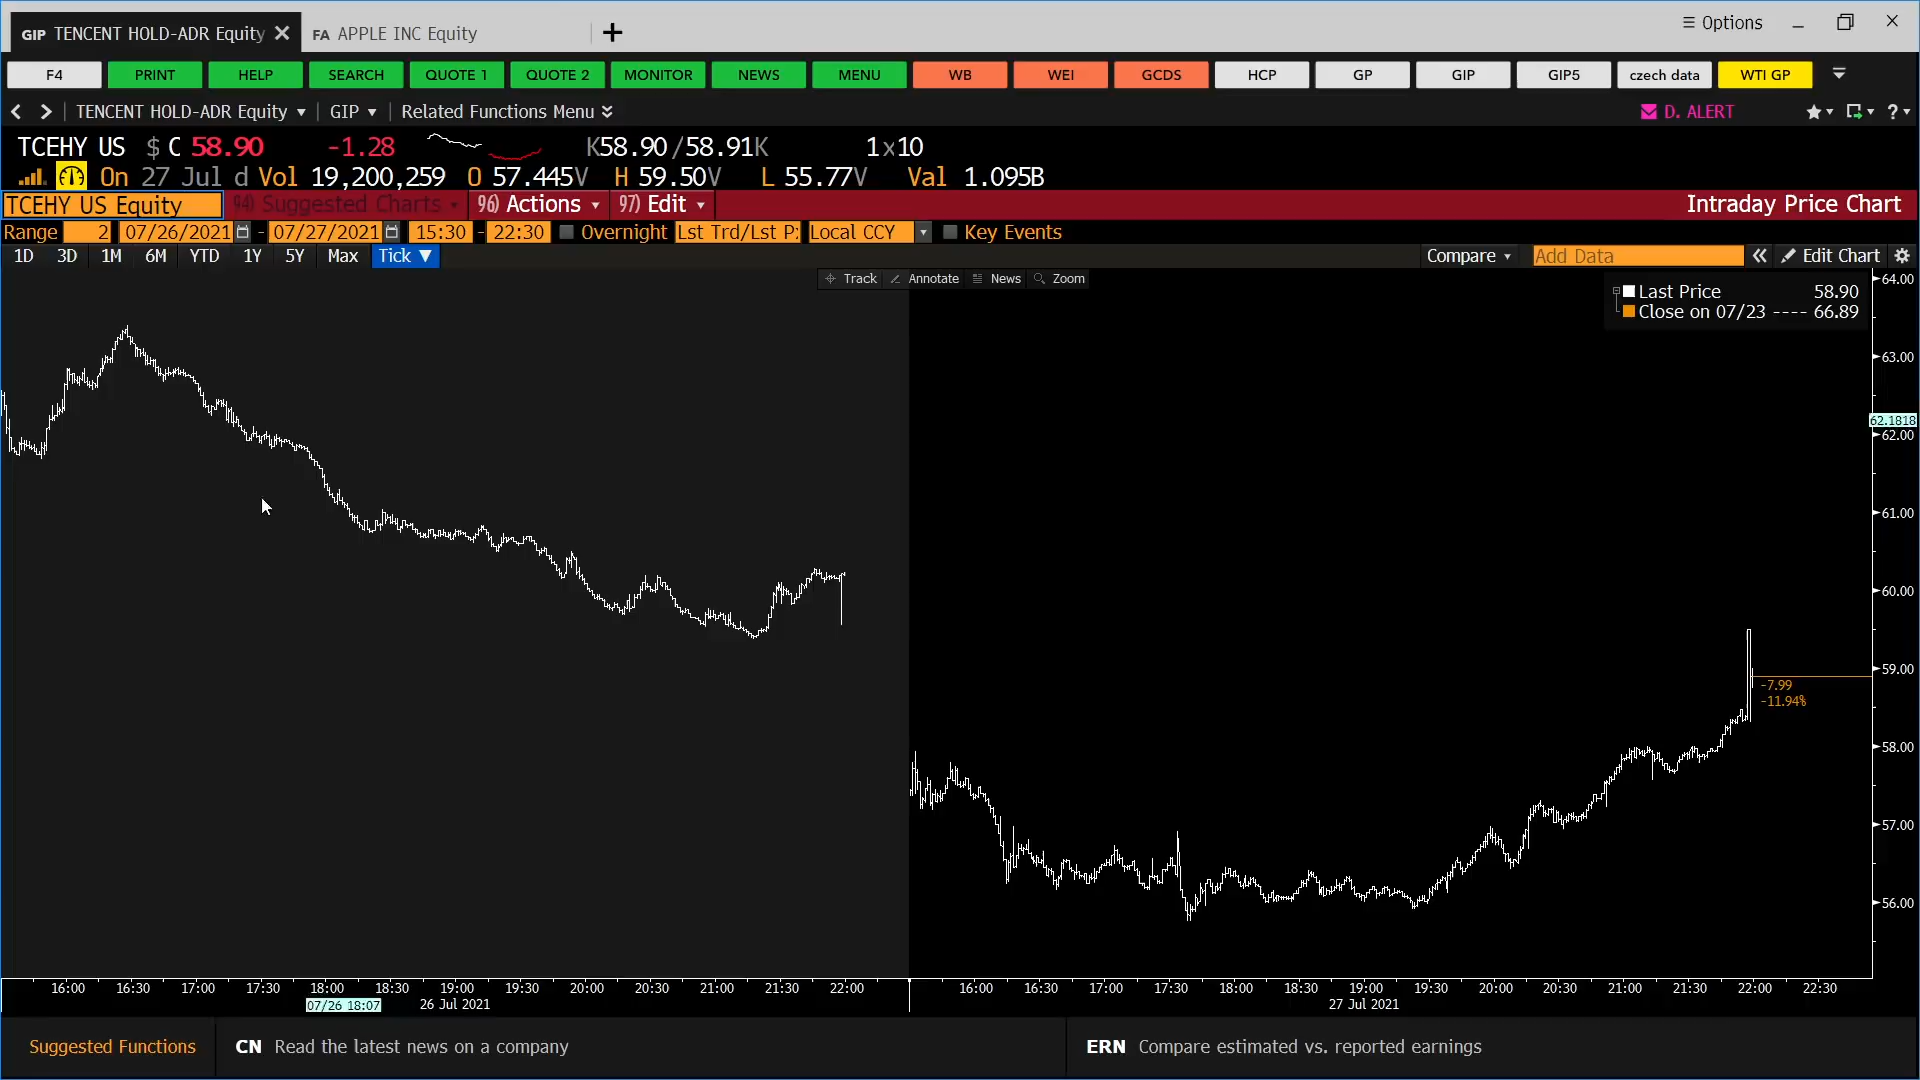 GIP TENCENT HOLD-ADR Equity FA APPLE INC Equity Options
F4 PRINT HELP SEARCH QUOTE 1 QUOTE 2 MONITOR NEWS MENU WB WEI GCDS HCP GP GIP GIP5 czech data WTI GP
TENCENT HOLD-ADR Equity GIP Related Functions Menu D. ALERT ?
TCEHY US $ C 58.90 -1.28 K58.90/58.91K 1x10
On 27 Jul d Vol 19,200,259 O 57.445V H 59.50V L 55.77V Val 1.095B
TCEHY US Equity 94) Suggested Charts 96) Actions 97) Edit Intraday Price Chart
Range 2 07/26/2021 - 07/27/2021 15:30 - 22:30 Overnight Lst Trd/Lst P: Local CCY Key Events
1D 3D 1M 6M YTD 1Y 5Y Max Tick ▼ Compare Add Data « Edit Chart
Track Annotate News Zoom
Last Price 58.90
Close on 07/23 ---- 66.89
64.00
63.00
62.1818
62.00
61.00
60.00
59.00
-7.99
-11.94%
58.00
57.00
56.00
16:00 16:30 17:00 17:30 18:00 18:30 19:00 19:30 20:00 20:30 21:00 21:30 22:00 16:00 16:30 17:00 17:30 18:00 18:30 19:00 19:30 20:00 20:30 21:00 21:30 22:00 22:30
07/26 18:07 26 Jul 2021 27 Jul 2021
Suggested Functions CN Read the latest news on a company ERN Compare estimated vs. reported earnings